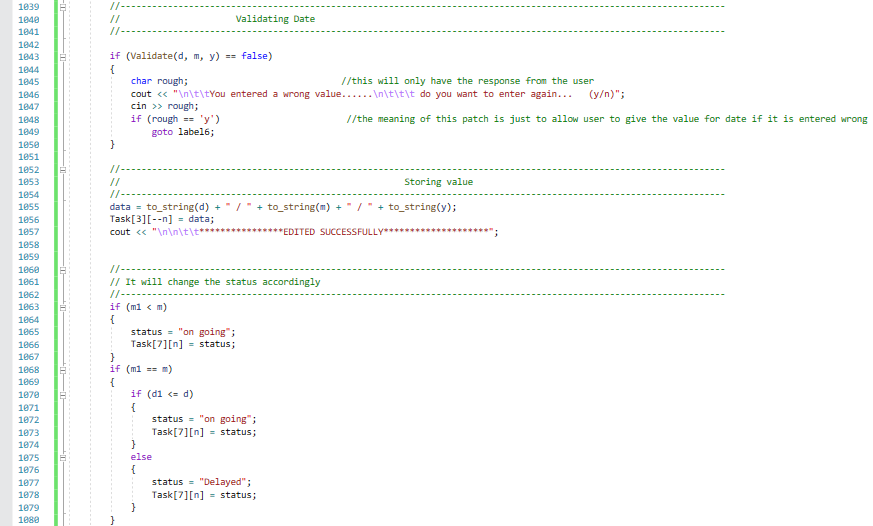 1039 //--------------------------------------------------------------------------------------------------------------------
1040 // Validating Date
1041 //--------------------------------------------------------------------------------------------------------------------
1042
1043 if (Validate(d, m, y) == false)
1044 {
1045 char rough; //this will only have the response from the user
1046 cout << "\n\t\tYou entered a wrong value......\n\t\t\t do you want to enter again... (y/n)";
1047 cin >> rough;
1048 if (rough == 'y') //the meaning of this patch is just to allow user to give the value for date if it is entered wrong
1049 goto label6;
1050 }
1051
1052 //--------------------------------------------------------------------------------------------------------------------
1053 // Storing value
1054 //--------------------------------------------------------------------------------------------------------------------
1055 data = to_string(d) + " / " + to_string(m) + " / " + to_string(y);
1056 Task[3][--n] = data;
1057 cout << "\n\n\t\t****************EDITED SUCCESSFULLY********************";
1058
1059
1060 //--------------------------------------------------------------------------------------------------------------------
1061 // It will change the status accordingly
1062 //--------------------------------------------------------------------------------------------------------------------
1063 if (m1 < m)
1064 {
1065 status = "on going";
1066 Task[7][n] = status;
1067 }
1068 if (m1 == m)
1069 {
1070 if (d1 <= d)
1071 {
1072 status = "on going";
1073 Task[7][n] = status;
1074 }
1075 else
1076 {
1077 status = "Delayed";
1078 Task[7][n] = status;
1079 }
1080 }